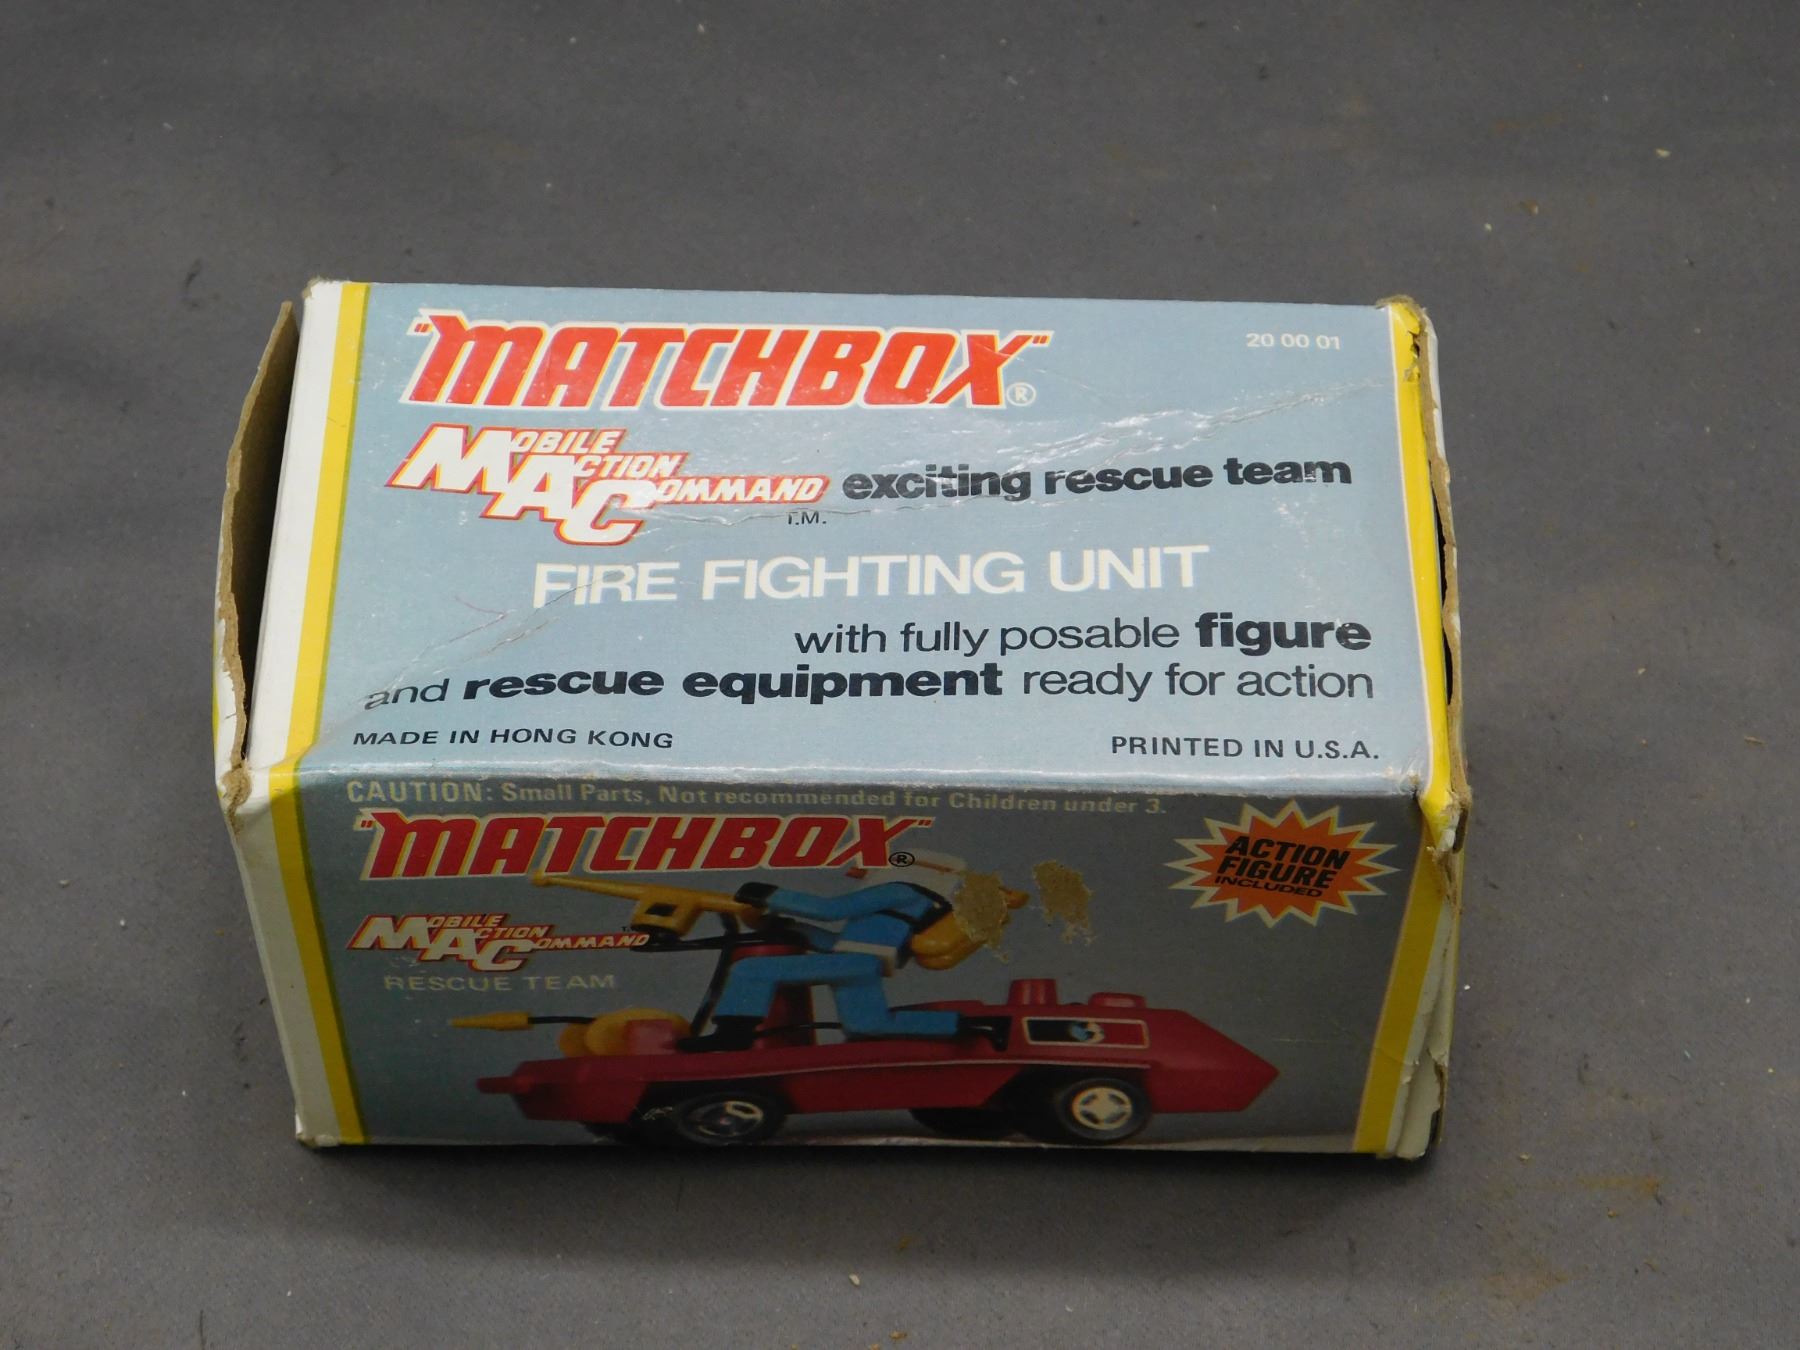 "MATCHBOX"®
20 00 01
MOBILE ACTION COMMAND T.M.
exciting rescue team
FIRE FIGHTING UNIT
with fully posable figure
and rescue equipment ready for action
MADE IN HONG KONG
PRINTED IN U.S.A.
CAUTION: Small Parts, Not recommended for Children under 3.
"MATCHBOX"®
ACTION
FIGURE
INCLUDED
MOBILE ACTION COMMAND
RESCUE TEAM